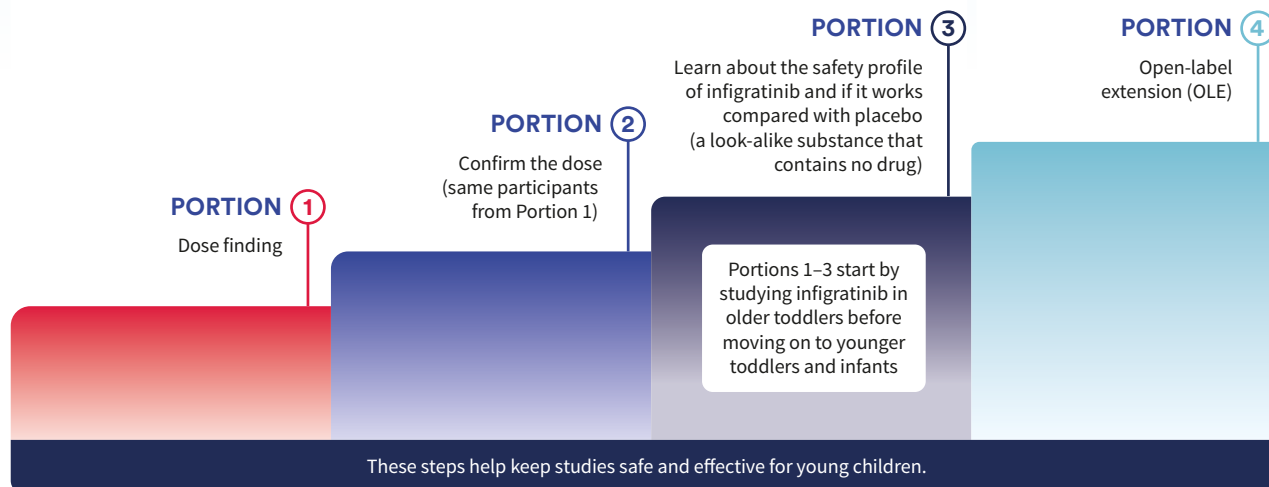 PORTION 1
Dose finding
PORTION 2
Confirm the dose
(same participants
from Portion 1)
PORTION 3
Learn about the safety profile
of infigratinib and if it works
compared with placebo
(a look-alike substance that
contains no drug)
PORTION 4
Open-label
extension (OLE)
Portions 1–3 start by
studying infigratinib in
older toddlers before
moving on to younger
toddlers and infants
These steps help keep studies safe and effective for young children.